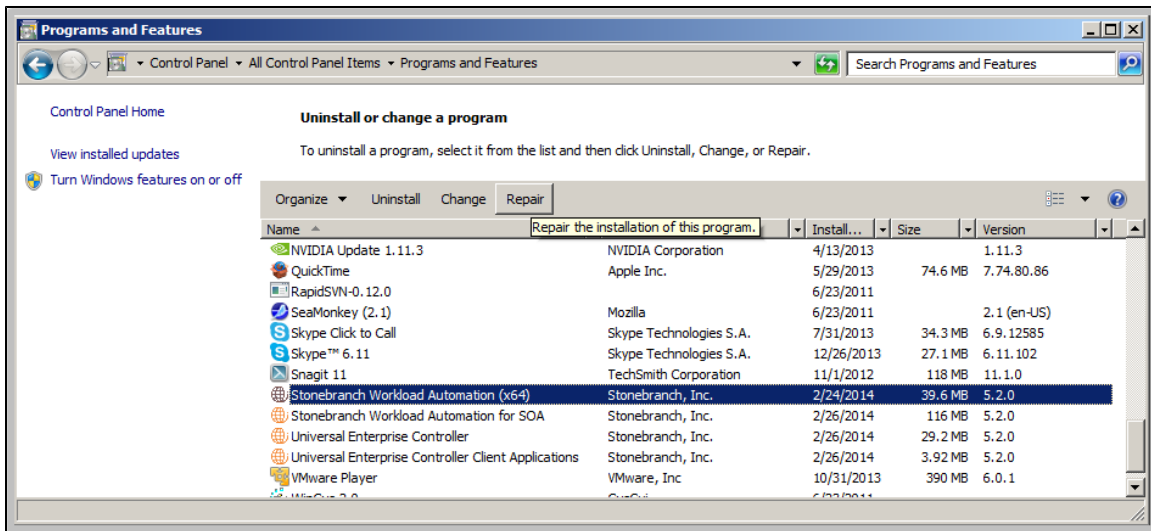 Programs and Features
Control Panel All Control Panel Items Programs and Features Search Programs and Features
Control Panel Home
View installed updates
Turn Windows features on or off
Uninstall or change a program
To uninstall a program, select it from the list and then click Uninstall, Change, or Repair.
Organize Uninstall Change Repair
Repair the installation of this program.
Name Install... Size Version
NVIDIA Update 1.11.3 NVIDIA Corporation 4/13/2013 1.11.3
QuickTime Apple Inc. 5/29/2013 74.6 MB 7.74.80.86
RapidSVN-0.12.0 6/23/2011
SeaMonkey (2.1) Mozilla 6/23/2011 2.1 (en-US)
Skype Click to Call Skype Technologies S.A. 7/31/2013 34.3 MB 6.9.12585
Skype™ 6.11 Skype Technologies S.A. 12/26/2013 27.1 MB 6.11.102
Snagit 11 TechSmith Corporation 11/1/2012 118 MB 11.1.0
Stonebranch Workload Automation (x64) Stonebranch, Inc. 2/24/2014 39.6 MB 5.2.0
Stonebranch Workload Automation for SOA Stonebranch, Inc. 2/26/2014 116 MB 5.2.0
Universal Enterprise Controller Stonebranch, Inc. 2/26/2014 29.2 MB 5.2.0
Universal Enterprise Controller Client Applications Stonebranch, Inc. 2/26/2014 3.92 MB 5.2.0
VMware Player VMware, Inc 10/31/2013 390 MB 6.0.1